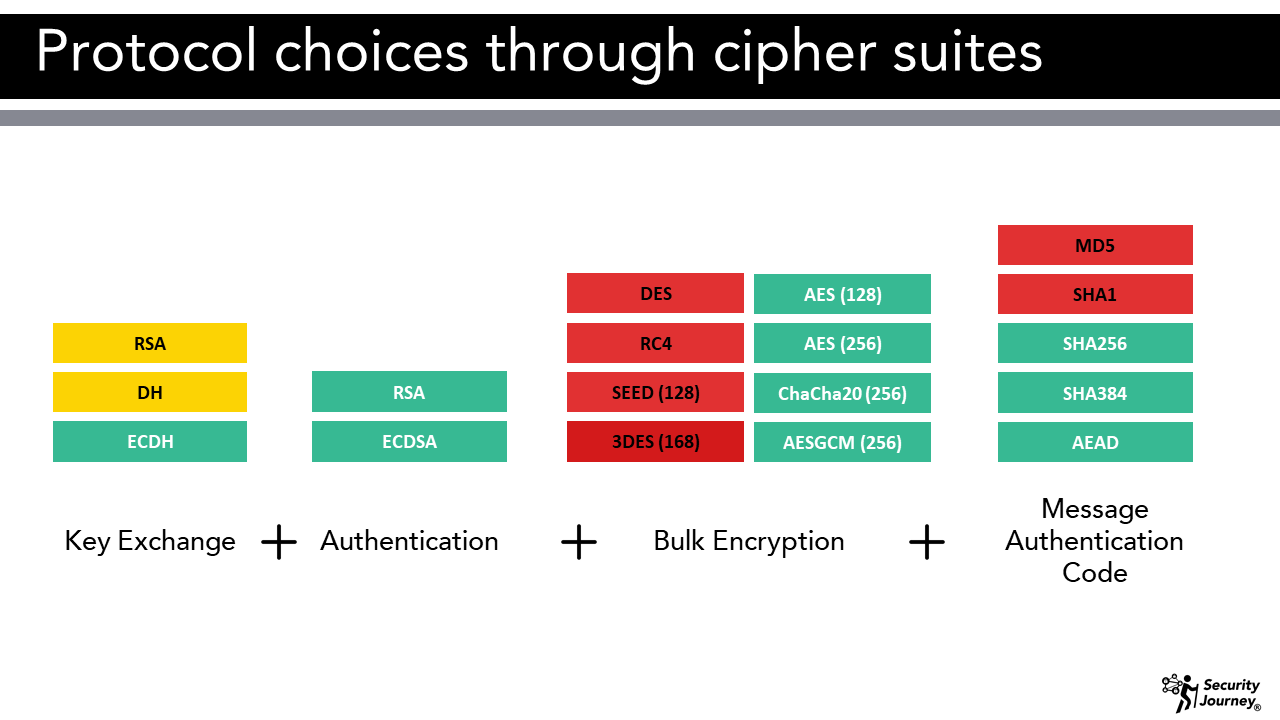 Protocol choices through cipher suites
RSA
DH
ECDH
Key Exchange
+
RSA
ECDSA
Authentication
+
DES
RC4
SEED (128)
3DES (168)
AES (128)
AES (256)
ChaCha20 (256)
AESGCM (256)
Bulk Encryption
+
MD5
SHA1
SHA256
SHA384
AEAD
Message
Authentication
Code
Security
Journey®